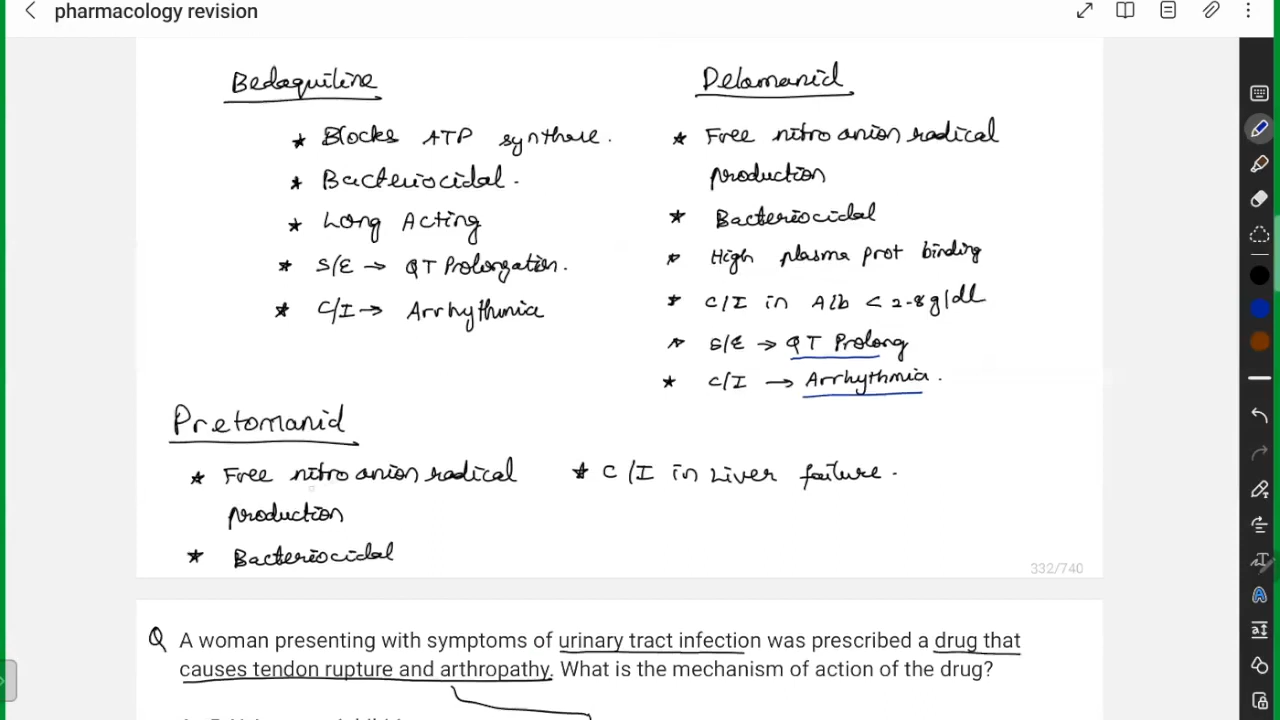 pharmacology revision
Bedaquiline
★ Blocks ATP synthase.
★ Bacteriocidal.
★ Long Acting
★ S/E → QT Prolongation.
★ C/I → Arrhythmia
Delamanid
★ Free nitro anion radical
production
★ Bacteriocidal
★ High plasma prot binding
★ C/I in Alb < 2.8g/dl
★ S/E → QT Prolong
★ C/I → Arrhythmia.
Pretomanid
★ Free nitro anion radical
production
★ Bacteriocidal
★ C/I in Liver failure.
332/740
Q A woman presenting with symptoms of urinary tract infection was prescribed a drug that
causes tendon rupture and arthropathy. What is the mechanism of action of the drug?